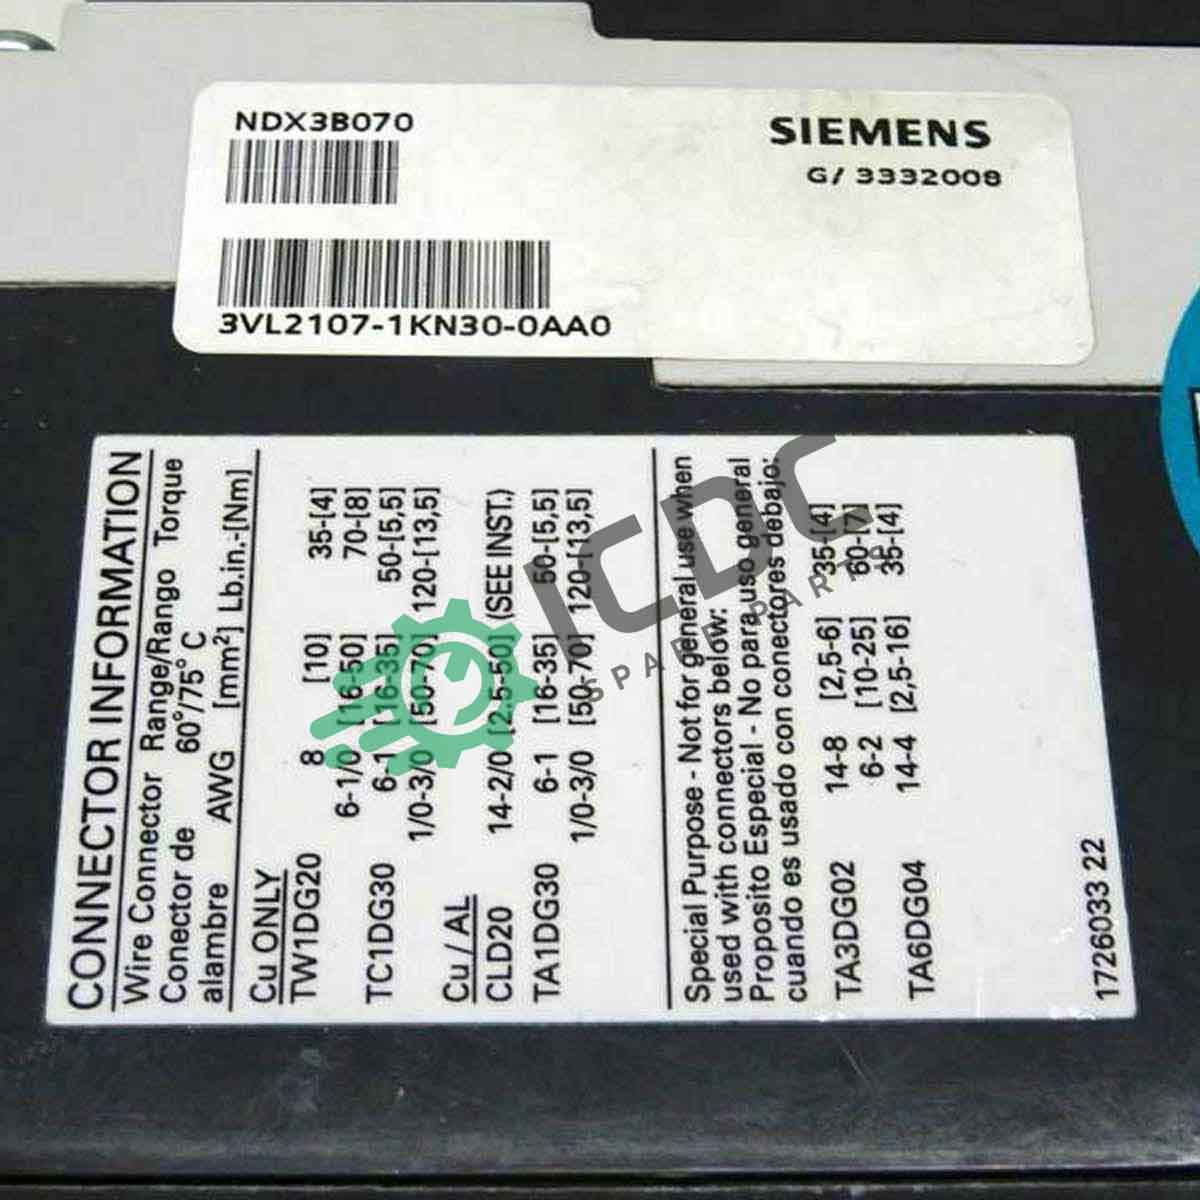 NDX3B070
SIEMENS
G/ 3332008
3VL2107-1KN30-0AA0
CONNECTOR INFORMATION
Wire Connector Range/Rango Torque
Conector de 60°/75° C
alambre AWG [mm²] Lb.in.-[Nm]
Cu ONLY
TW1DG20 8 [10] 35-[4]
6-1/0 [16-50] 70-[8]
TC1DG30 6-1 [16-35] 50-[5,5]
1/0-3/0 [50-70] 120-[13,5]
Cu / AL
CLD20 14-2/0 [2.5-50] (SEE INST.)
TA1DG30 6-1 [16-35] 50-[5,5]
1/0-3/0 [50-70] 120-[13,5]
Special Purpose - Not for general use when
used with connectors below:
Proposito Especial - No para uso general
cuando es usado con conectores debajo:
TA3DG02 14-8 [2,5-6] 35-[4]
6-2 [10-25] 60-[7]
TA6DG04 14-4 [2,5-16] 35-[4]
1726033 22
ICDC
SPARE PARTS